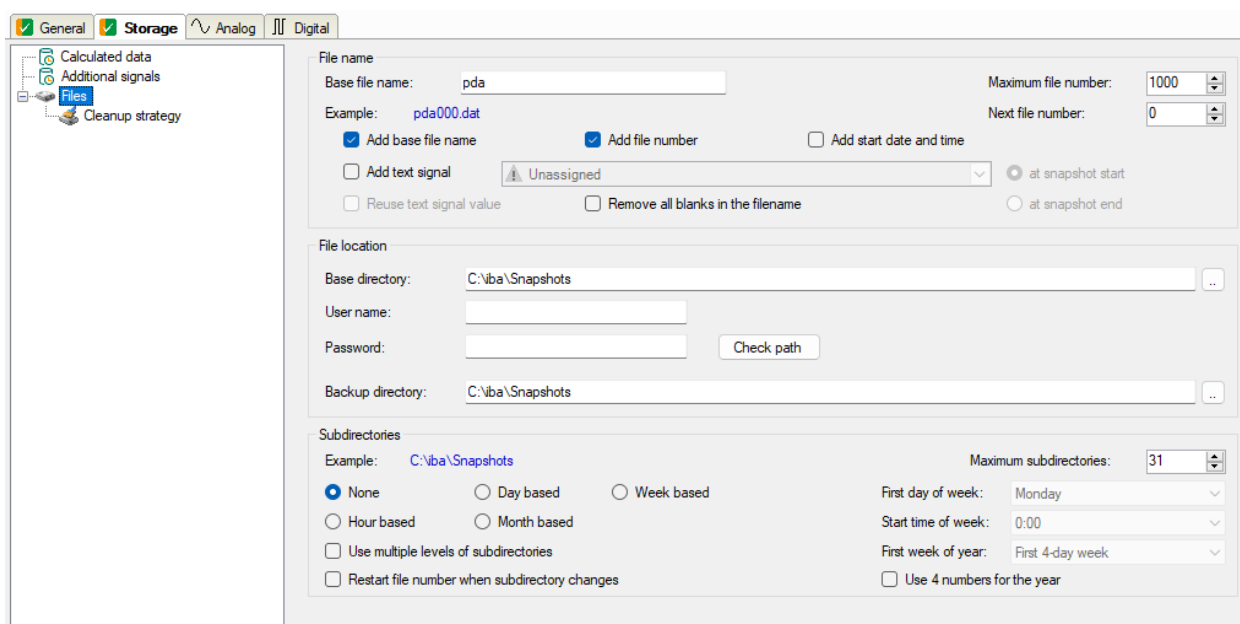 General Storage Analog Digital
Calculated data
Additional signals
Files
Cleanup strategy
File name
Base file name: pda Maximum file number: 1000
Example: pda000.dat Next file number: 0
Add base file name Add file number Add start date and time
Add text signal Unassigned at snapshot start
Reuse text signal value Remove all blanks in the filename at snapshot end
File location
Base directory: C:\iba\Snapshots ..
User name:
Password: Check path
Backup directory: C:\iba\Snapshots ..
Subdirectories
Example: C:\iba\Snapshots Maximum subdirectories: 31
None Day based Week based First day of week: Monday
Hour based Month based Start time of week: 0:00
Use multiple levels of subdirectories First week of year: First 4-day week
Restart file number when subdirectory changes Use 4 numbers for the year